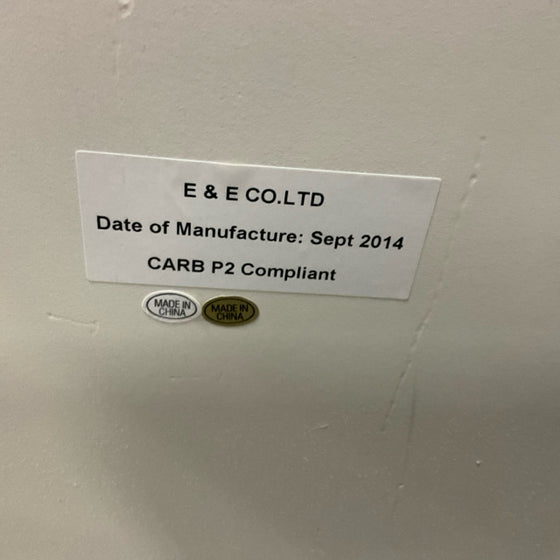 E & E CO.LTD
Date of Manufacture: Sept 2014
CARB P2 Compliant
MADE IN
CHINA
MADE IN
CHINA